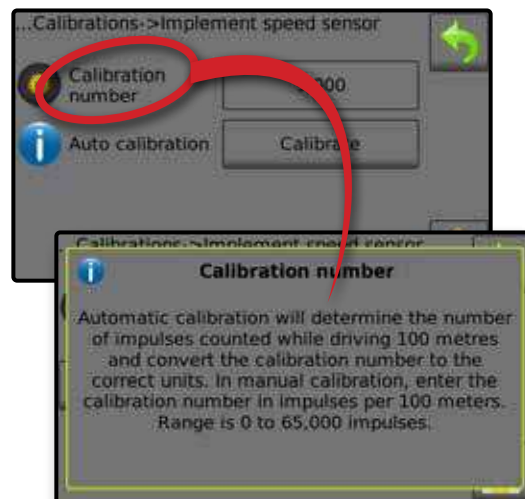 ...Calibrations->Implement speed sensor
Calibration
number
Auto calibration
Calibrate
Calibrations->Implement speed sensor
Calibration number
Automatic calibration will determine the number
of impulses counted while driving 100 metres
and convert the calibration number to the
correct units. In manual calibration, enter the
calibration number in impulses per 100 meters.
Range is 0 to 65,000 impulses.